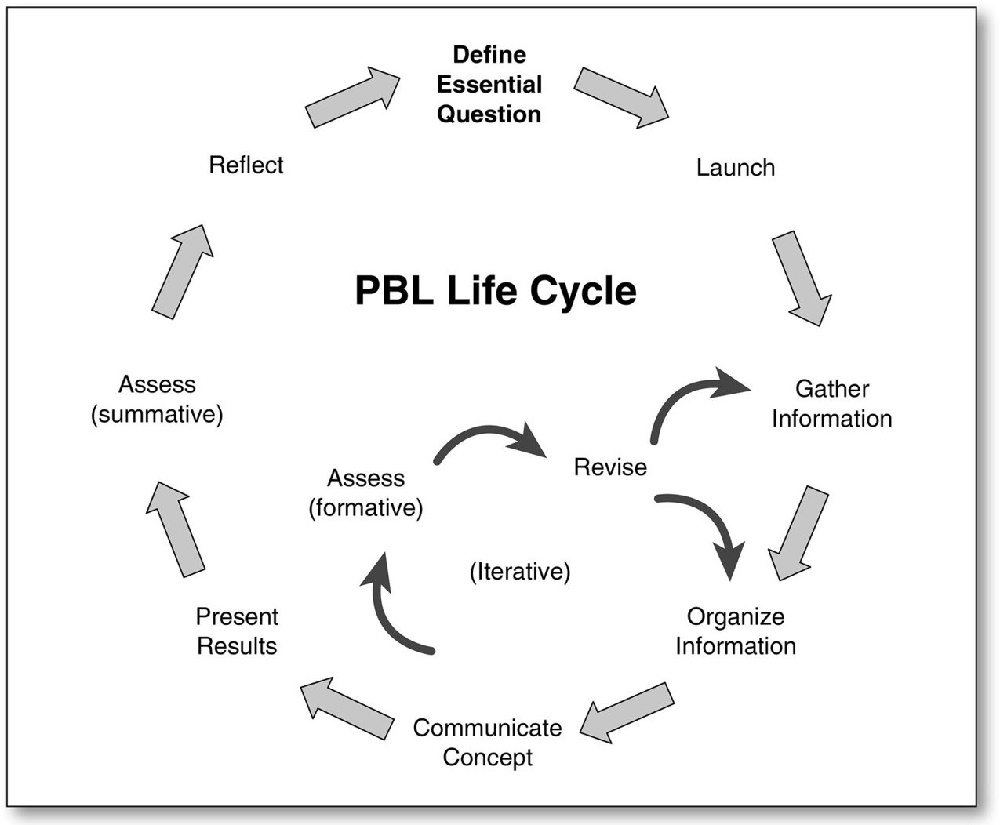 Define
Essential
Question
Reflect
Launch
PBL Life Cycle
Assess
(summative)
Gather
Information
Revise
Assess
(formative)
(Iterative)
Present
Results
Organize
Information
Communicate
Concept